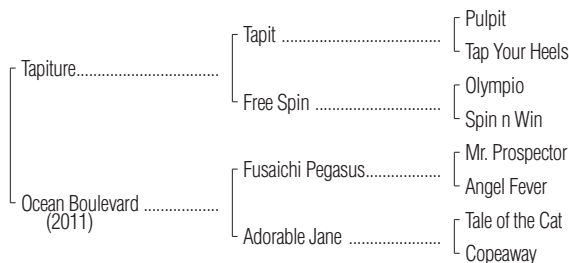 Pulpit
Tapit ........................................
Tap Your Heels
Tapiture....................................
Olympio
Free Spin ................................
Spin n Win
Mr. Prospector
Fusaichi Pegasus...................
Angel Fever
Ocean Boulevard ...................
(2011)
Tale of the Cat
Adorable Jane .......................
Copeaway